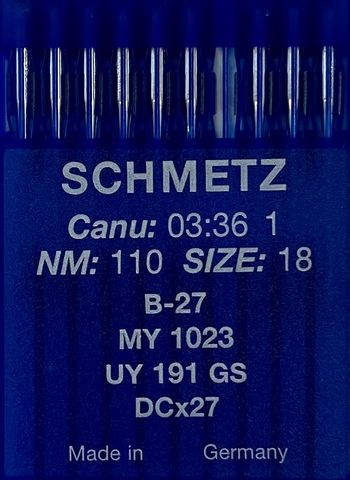 SCHMETZ
Canu: 03:36 1
NM: 110 SIZE: 18
B-27
MY 1023
UY 191 GS
DCx27
Made in Germany